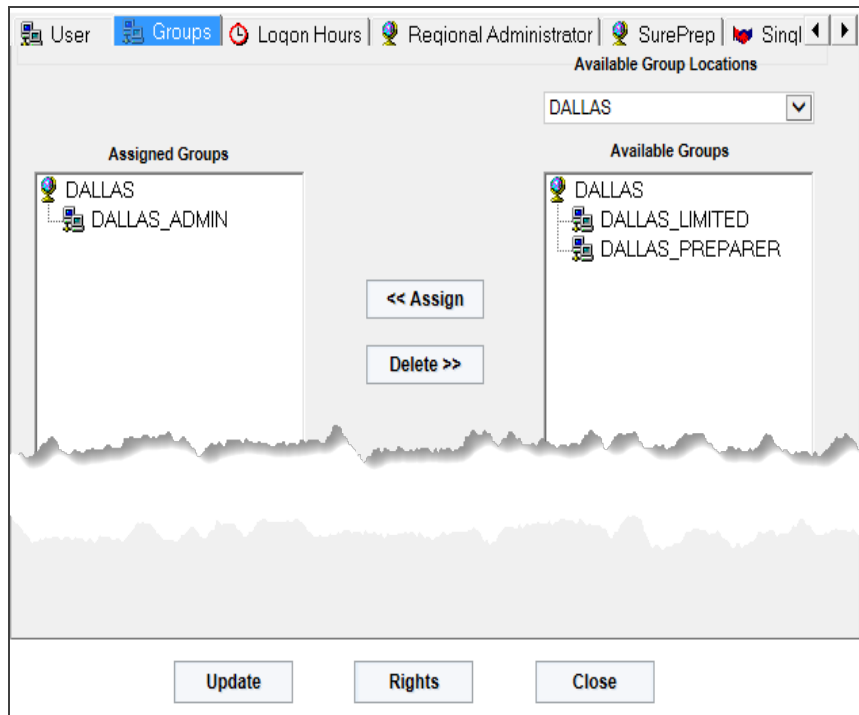 User Groups Logon Hours Regional Administrator SurePrep Singl
Available Group Locations
DALLAS
Assigned Groups
DALLAS
DALLAS_ADMIN
Available Groups
DALLAS
DALLAS_LIMITED
DALLAS_PREPARER
<< Assign
Delete >>
Update Rights Close